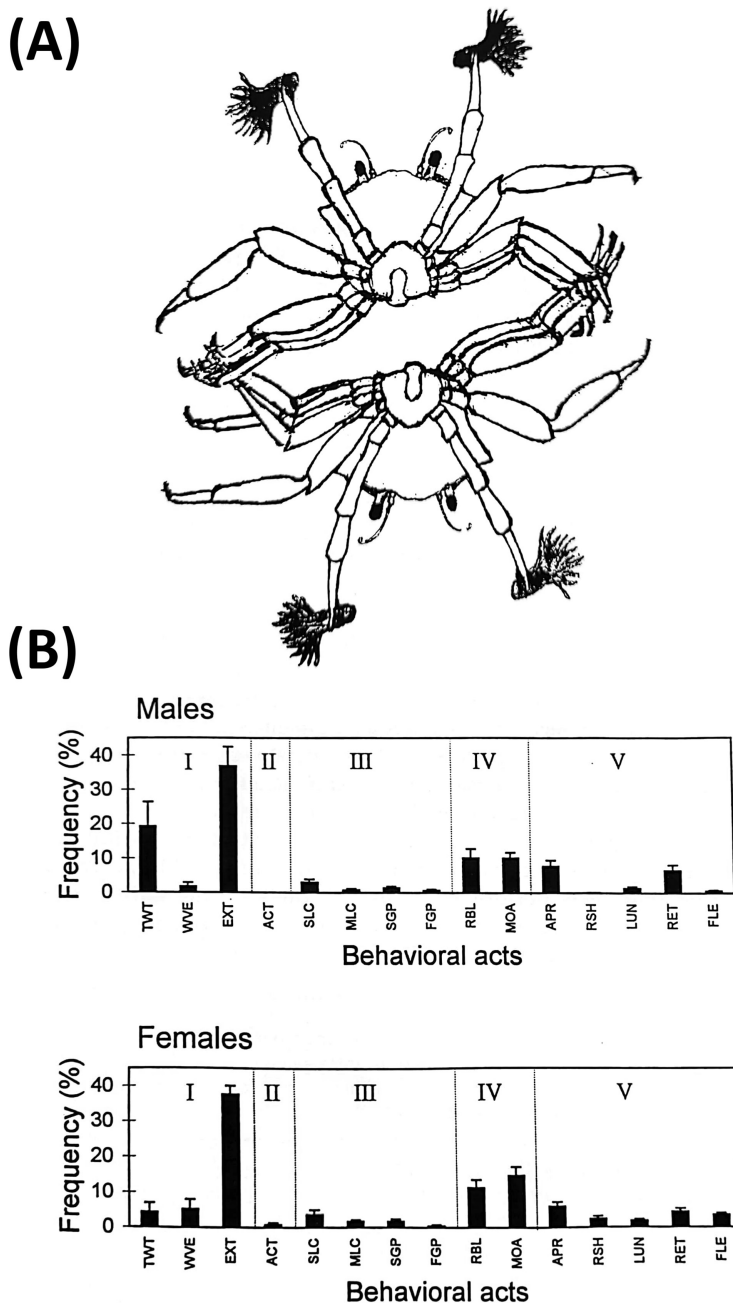 (A)
(B)
Males
Frequency (%)
40
30
20
10
0
I II III IV V
TWT WVE EXT ACT SLC MLC SGP FGP RBL MOA APR RSH LUN RET FLE
Behavioral acts
Females
Frequency (%)
40
30
20
10
0
I II III IV V
TWT WVE EXT ACT SLC MLC SGP FGP RBL MOA APR RSH LUN RET FLE
Behavioral acts